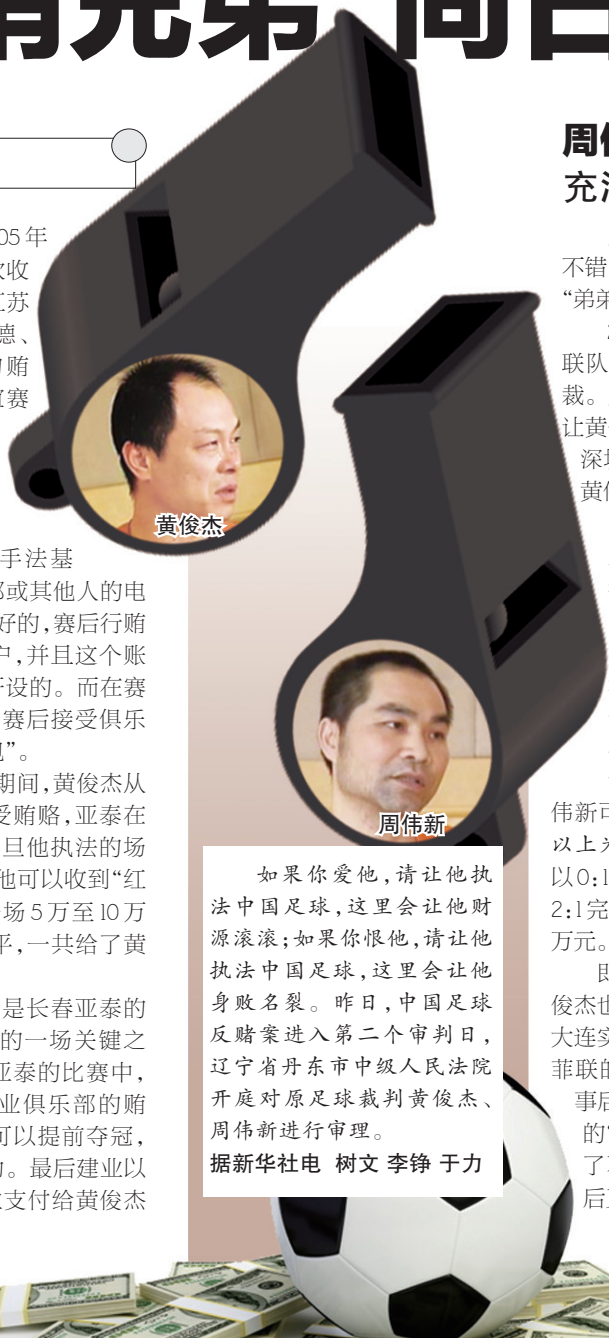 兄弟 向
05年
收
苏
德、
贿
赛
手法基
部或其他人的电
好的,赛后行贿
户,并且这个账
开设的。而在赛
赛后接受俱乐
”。
期间,黄俊杰从
受贿赂,亚泰在
旦他执法的场
他可以收到“红
场5万至10万
平,一共给了黄
是长春亚泰的
的一场关键之
亚泰的比赛中,
业俱乐部的贿
可以提前夺冠,
。最后建业以
支付给黄俊杰
黄俊杰
周伟新
如果你爱他,请让他执
法中国足球,这里会让他财
源滚滚;如果你恨他,请让他
执法中国足球,这里会让他
身败名裂。昨日,中国足球
反赌案进入第二个审判日,
辽宁省丹东市中级人民法院
开庭对原足球裁判黄俊杰、
周伟新进行审理。
据新华社电 树文 李铮 于力
周
充
不错
“弟弟
联队
裁。
让黄
深
黄
伟新可
以上
以0:1
2:1完
万元。
即
俊杰也
大连实
菲联的
事后
的
了
后